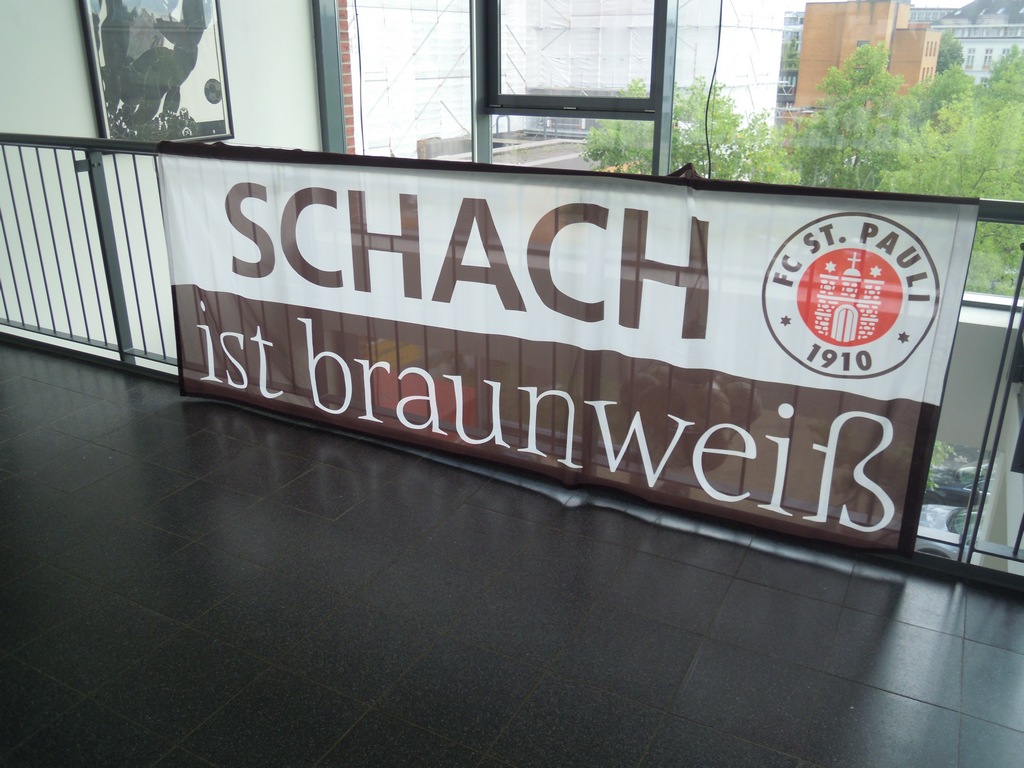 SCHACH
ist braunweiß
FC ST. PAULI
1910